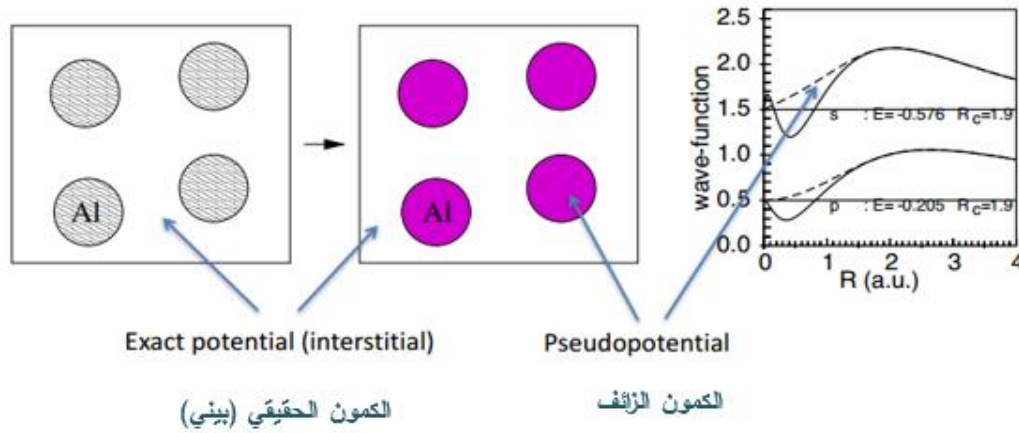 Al
Al
Exact potential (interstitial)
Pseudopotential
الكمون الحقيقي (بيني)
الكمون الزائف
wave-function
2.5
2.0
1.5
1.0
0.5
0.0
s : E= -0.576 R c=1.9
p : E= -0.205 R c=1.9
0 1 2 3 4
R (a.u.)